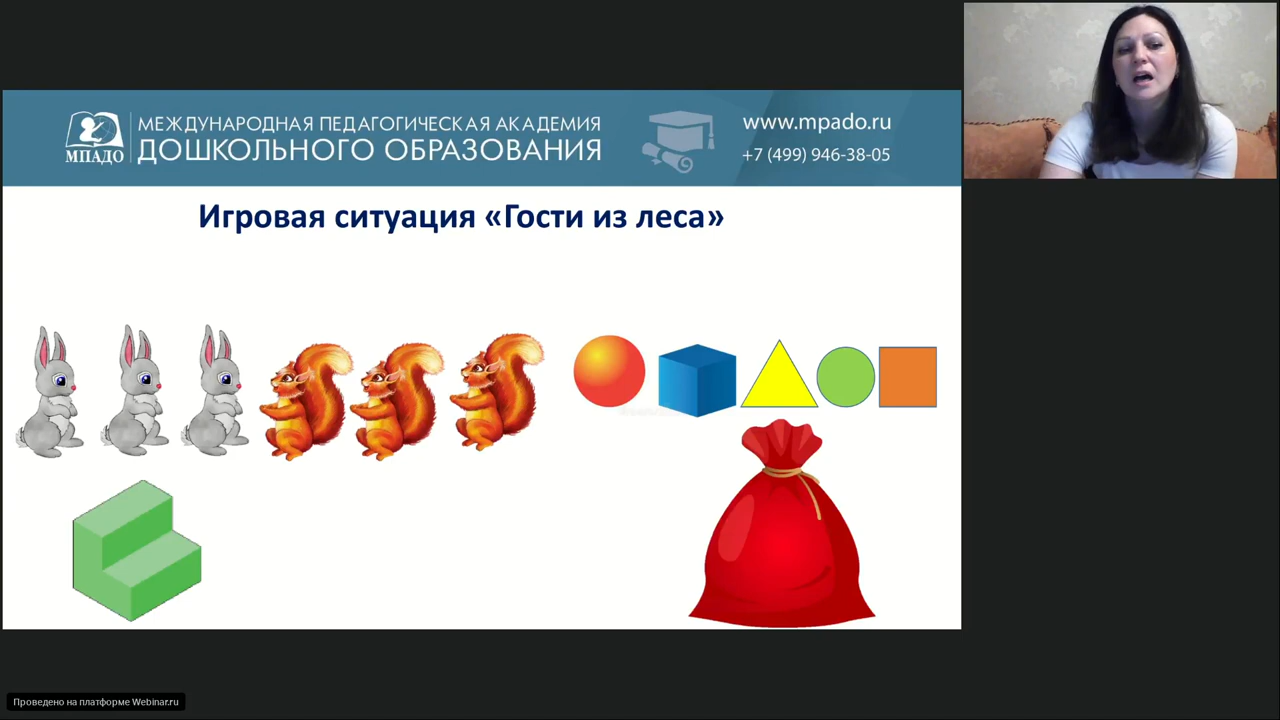 МПАДО
МЕЖДУНАРОДНАЯ ПЕДАГОГИЧЕСКАЯ АКАДЕМИЯ
ДОШКОЛЬНОГО ОБРАЗОВАНИЯ
www.mpado.ru
+7 (499) 946-38-05
Игровая ситуация «Гости из леса»
Проведено на платформе Webinar.ru